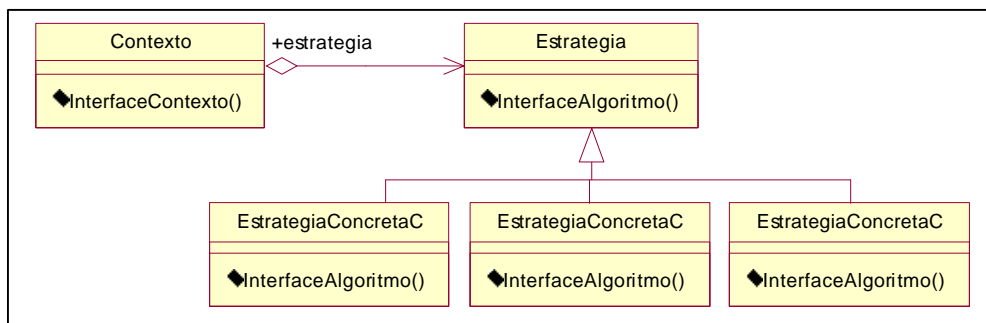 Contexto
+estrategia
Estrategia
InterfaceContexto()
InterfaceAlgoritmo()
EstrategiaConcretaC
EstrategiaConcretaC
EstrategiaConcretaC
InterfaceAlgoritmo()
InterfaceAlgoritmo()
InterfaceAlgoritmo()